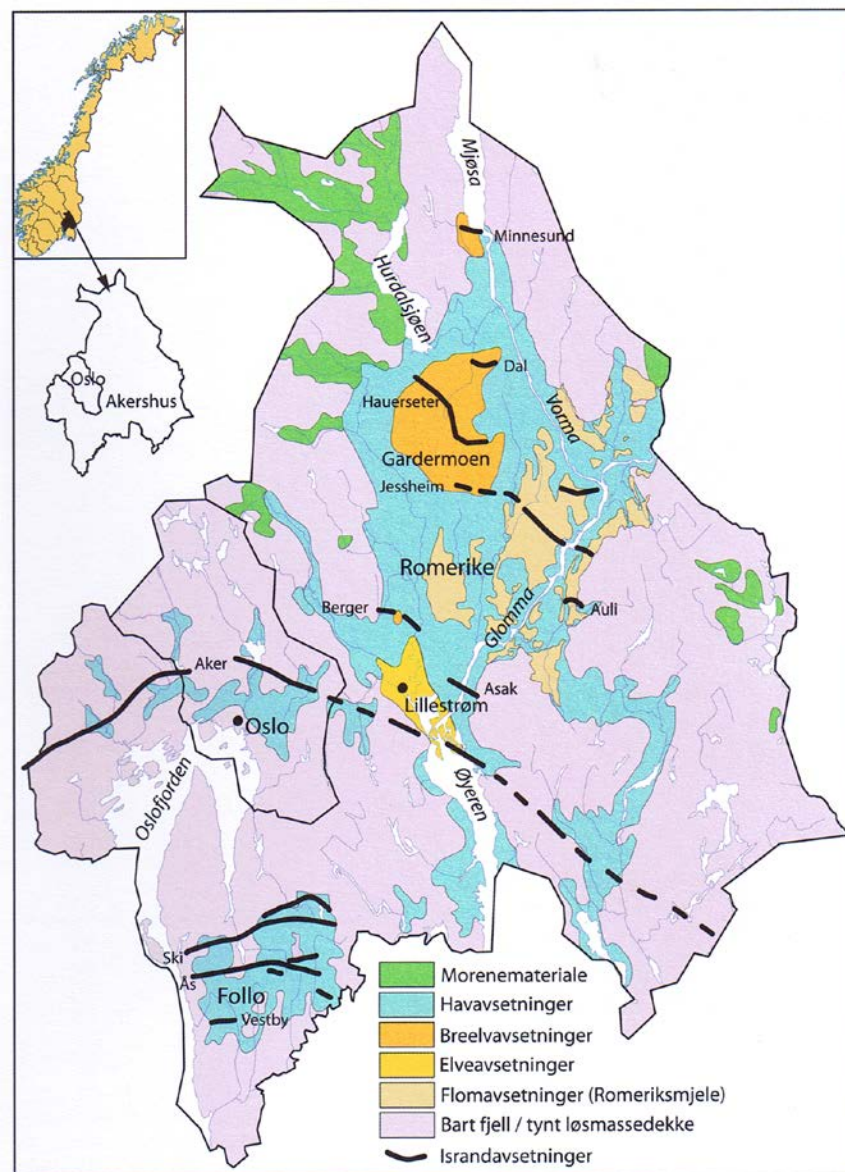 Mjøsa
Minnesund
Hurdalsjøen
Dal
Hauerseter
Vorma
Gardermoen
Jessheim
Oslo
Akershus
Romerike
Berger
Glomma
Auli
Aker
Asak
Lillestrøm
Oslo
Oslofjorden
Øyeren
Ski
Ås
Follo
Vestby
Morenemateriale
Havavsetninger
Breelvavsetninger
Elveavsetninger
Flomavsetninger (Romeriksmjele)
Bart fjell / tynt løsmassedekke
Israndavsetninger